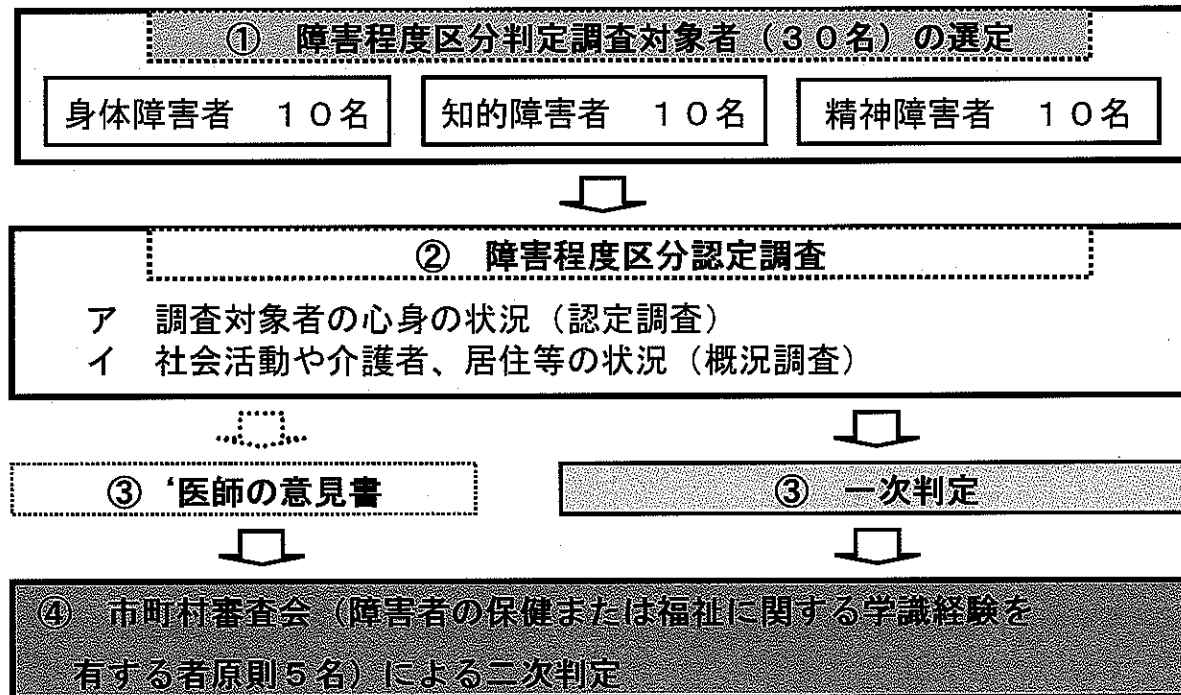 ① 障害程度区分判定調査対象者（３０名）の選定
身体障害者　１０名
知的障害者　１０名
精神障害者　１０名
② 障害程度区分認定調査
ア　調査対象者の心身の状況（認定調査）
イ　社会活動や介護者、居住等の状況（概況調査）
③ 医師の意見書
③ 一次判定
④ 市町村審査会（障害者の保健または福祉に関する学識経験を
有する者原則５名）による二次判定